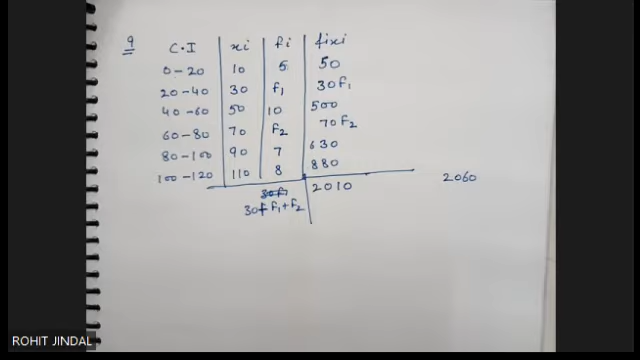 9 C.I xi fi fixi
0-20 10 5 50
20-40 30 f1 30f1
40-60 50 10 500
60-80 70 f2 70f2
80-100 90 7 630
100-120 110 8 880
2010 2060
30f1
30+f1+f2
ROHIT JINDAL